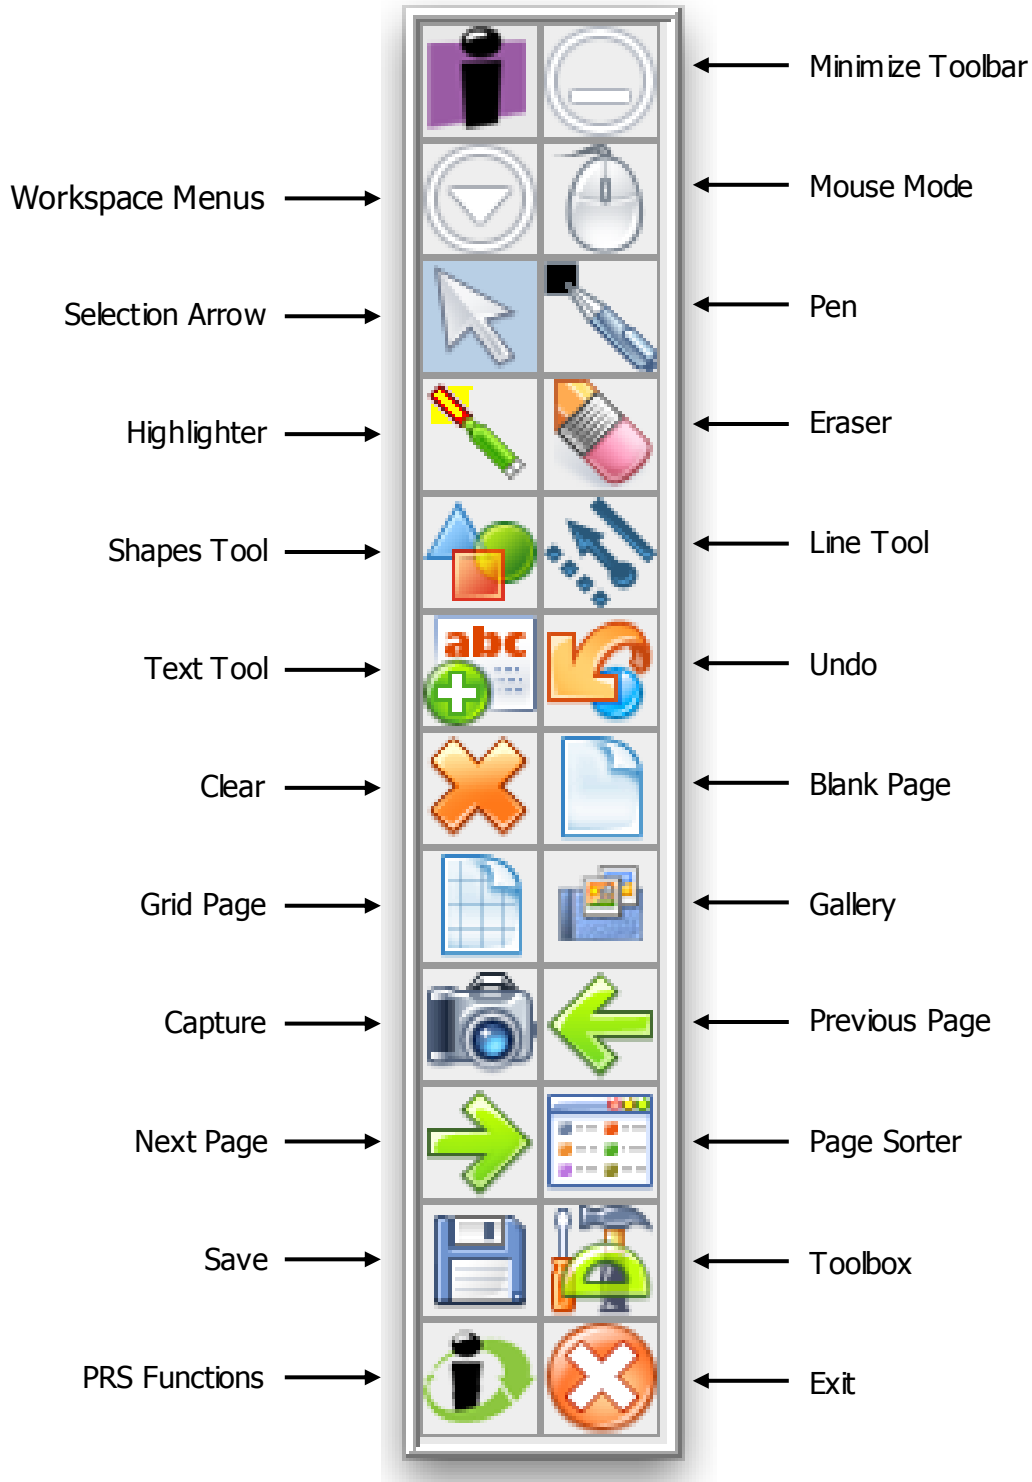 Minimize Toolbar
Workspace Menus
Mouse Mode
Selection Arrow
Pen
Highlighter
Eraser
Shapes Tool
Line Tool
Text Tool
abc
Undo
Clear
Blank Page
Grid Page
Gallery
Capture
Previous Page
Next Page
Page Sorter
Save
Toolbox
PRS Functions
Exit